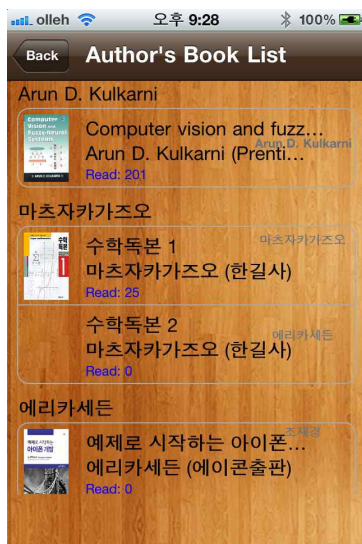 olleh 오후 9:28 100%
Back Author's Book List
Arun D. Kulkarni
Computer vision and fuzz...
Arun D. Kulkarni
Arun D. Kulkarni (Prenti...
Read: 201
마츠자카가즈오
수학독본 1
마츠자카가즈오
마츠자카가즈오 (한길사)
Read: 25
수학독본 2
에리카세든
마츠자카가즈오 (한길사)
Read: 0
에리카세든
조재경
예제로 시작하는 아이폰...
에리카세든 (에이콘출판)
Read: 0